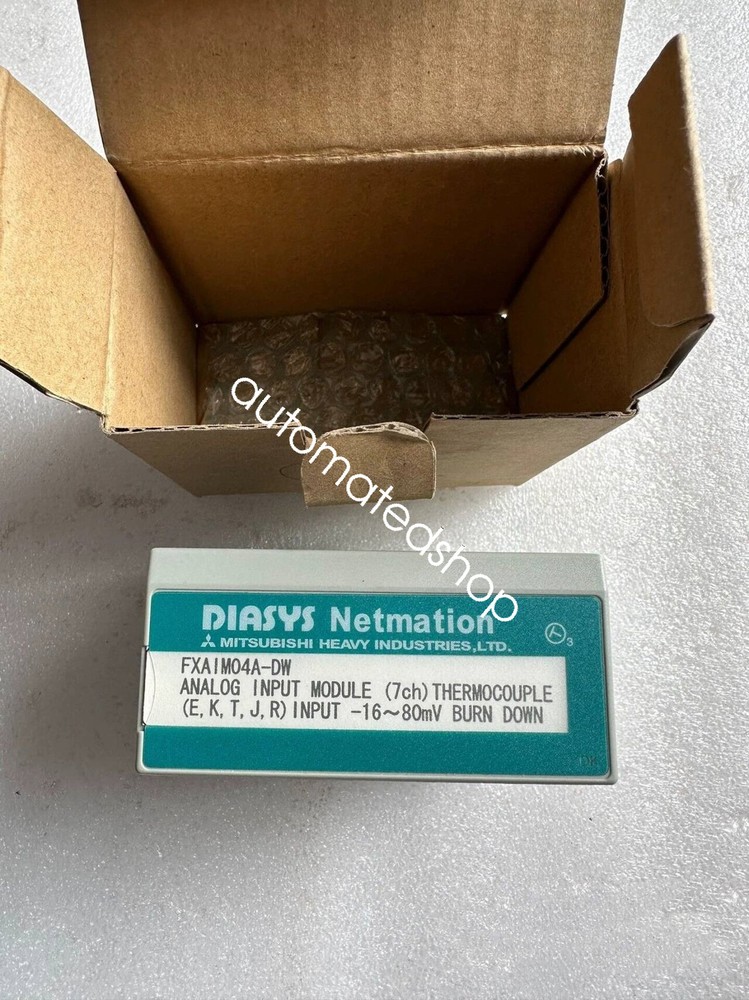 automatedshop
DIASYS Netmation
MITSUBISHI HEAVY INDUSTRIES, LTD.
3
FXAIM04A-DW
ANALOG INPUT MODULE (7ch) THERMOCOUPLE
(E, K, T, J, R) INPUT -16～80mV BURN DOWN